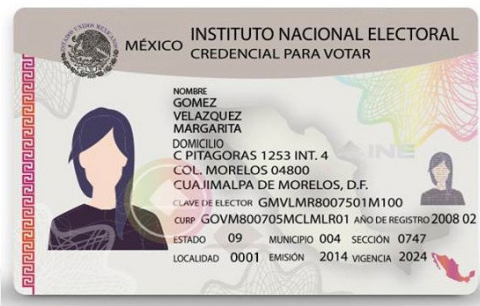 MÉXICO INSTITUTO NACIONAL ELECTORAL
CREDENCIAL PARA VOTAR
NOMBRE
GOMEZ
VELAZQUEZ
MARGARITA
DOMICILIO
C PITAGORAS 1253 INT. 4
COL. MORELOS 04800
CUAJIMALPA DE MORELOS, D.F.
CLAVE DE ELECTOR GMVLMR8007501M100
CURP GOVM800705MCLMLR01 AÑO DE REGISTRO 2008 02
ESTADO 09 MUNICIPIO 004 SECCIÓN 0747
LOCALIDAD 0001 EMISIÓN 2014 VIGENCIA 2024
INE